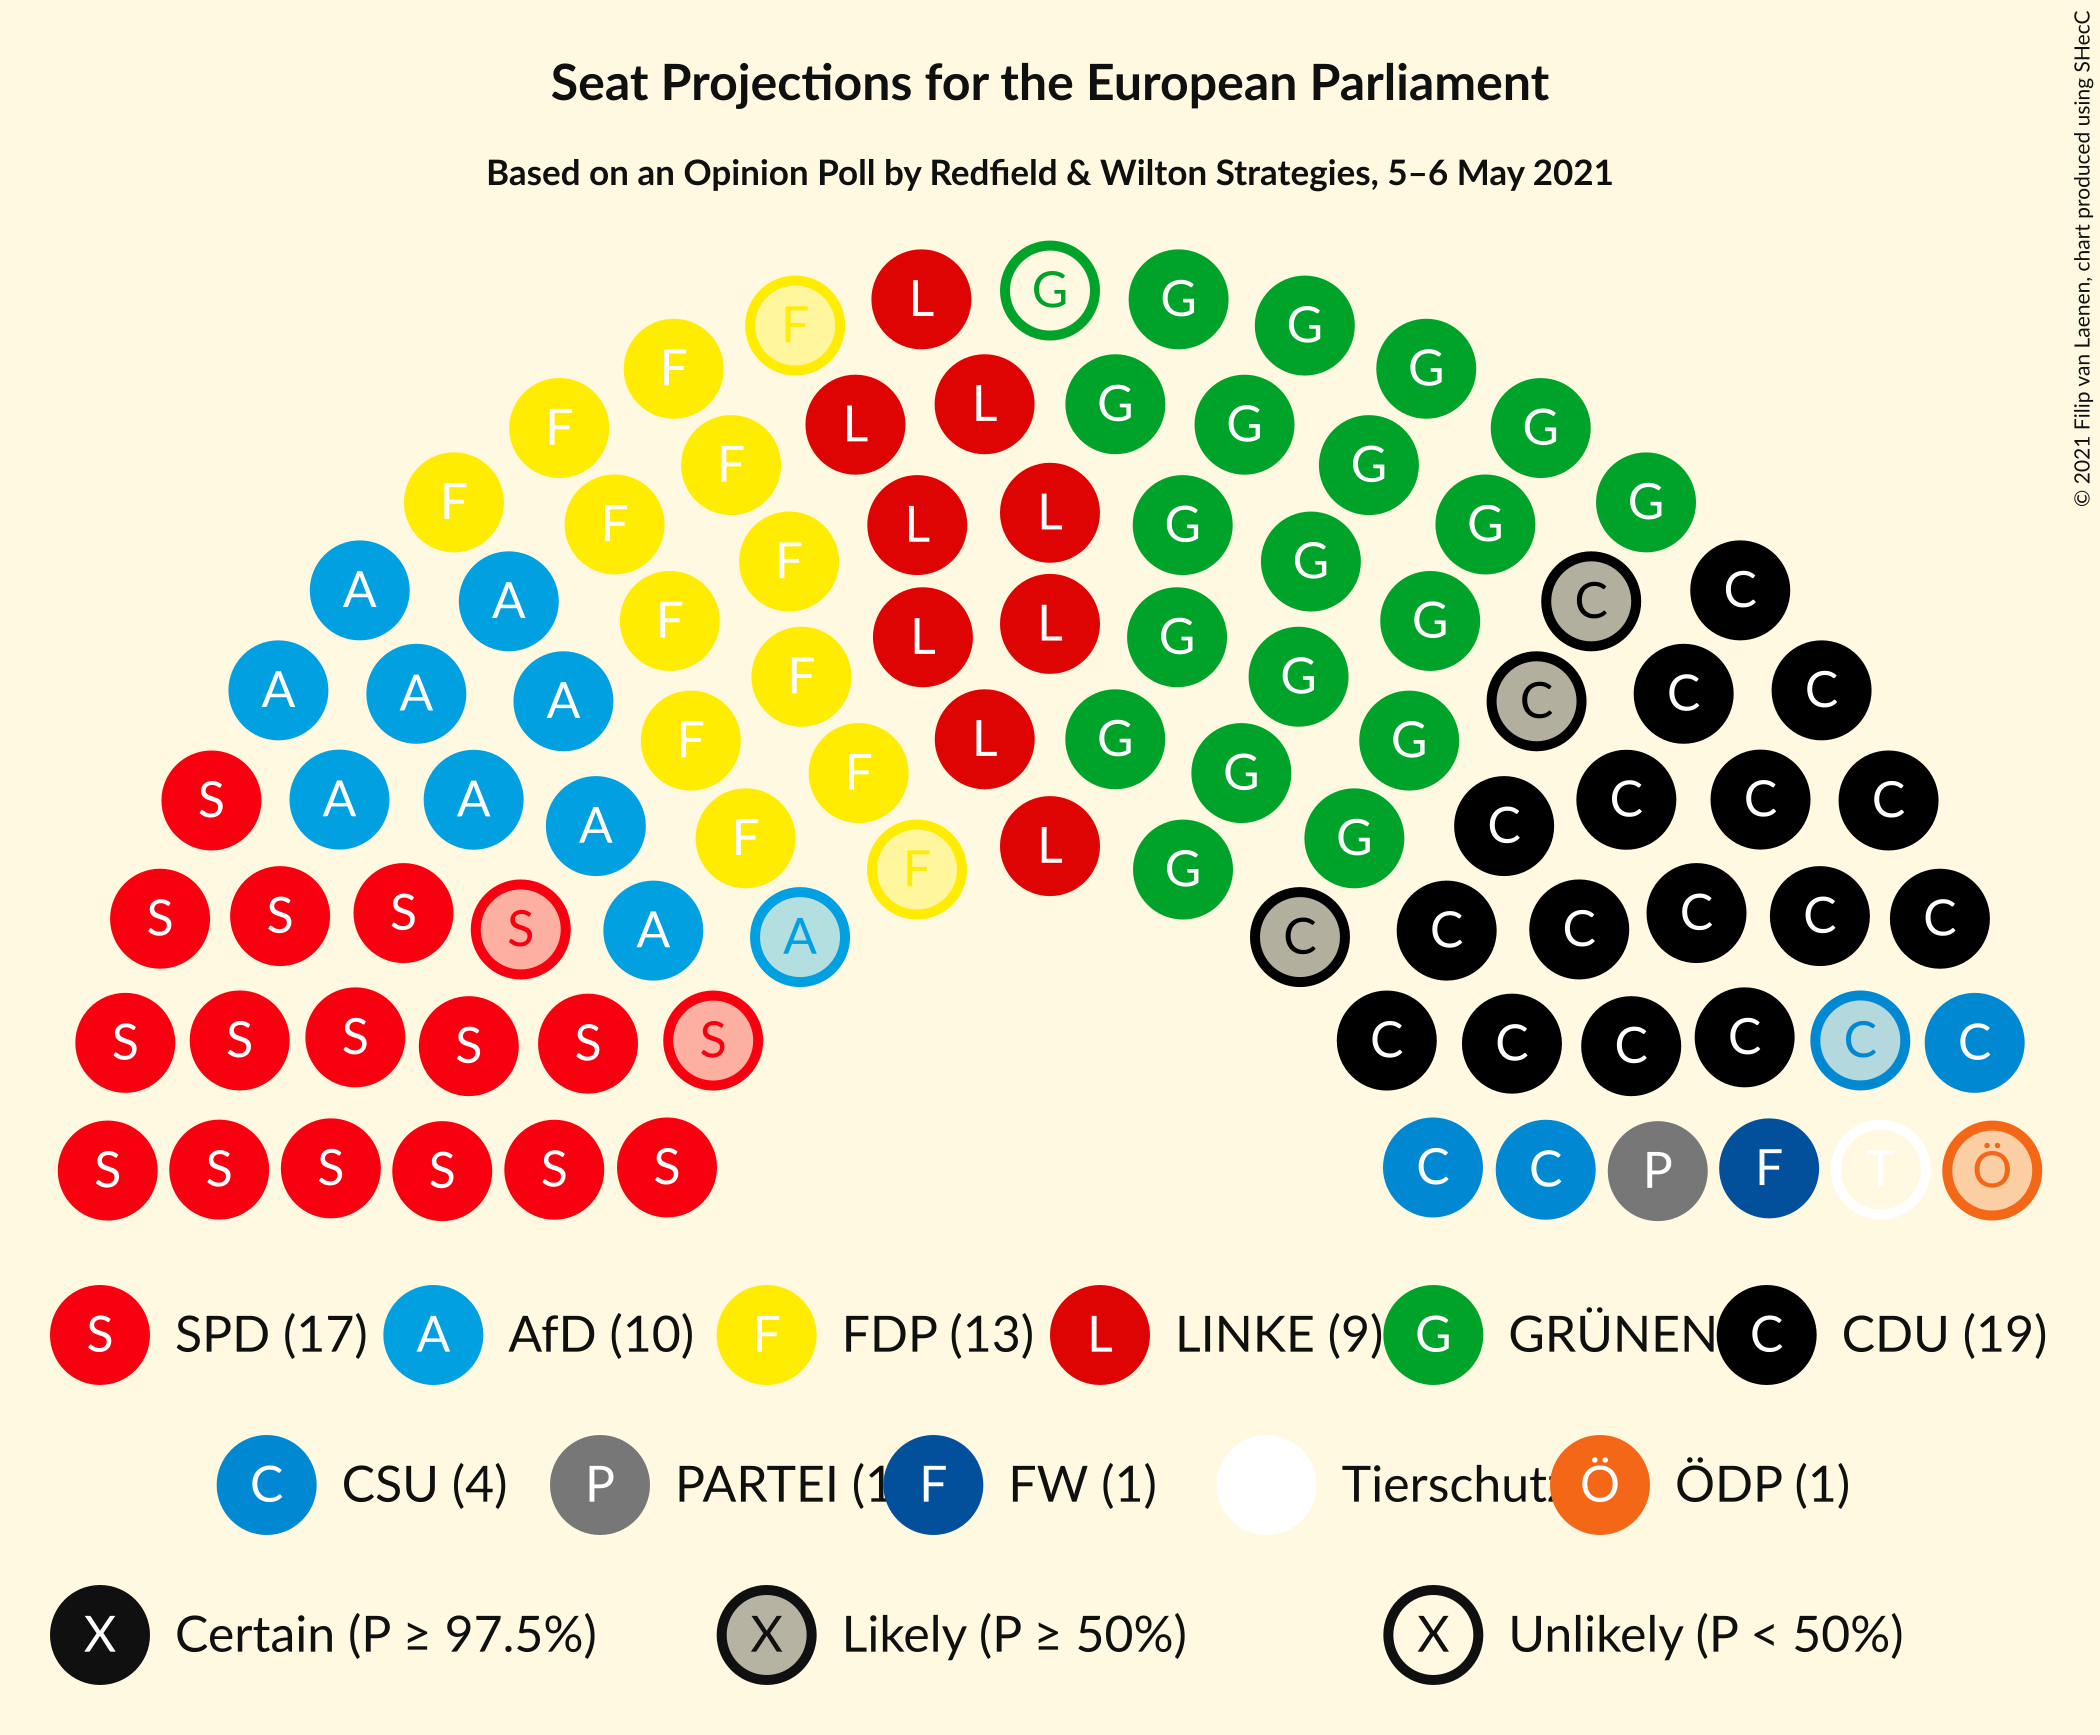 Seat Projections for the European Parliament
Based on an Opinion Poll by Redfield & Wilton Strategies, 5–6 May 2021
© 2021 Filip van Laenen, chart produced using SHecC
L G G
F G
F L L G G G
F F G G
F L L G G
A A F F G G C C
F L L G
A A A F G G C C C
F L G G
S A A A F F L G G C C C C
S S S S A A F G C C C C C C
S S S S S S C C C C C C
S S S S S S C C P F T Ö
S SPD (17) A AfD (10) F FDP (13) L LINKE (9) G GRÜNEN C CDU (19)
C CSU (4) P PARTEI (1 F FW (1) Tierschutz Ö ÖDP (1)
X Certain (P ≥ 97.5%) X Likely (P ≥ 50%) X Unlikely (P < 50%)